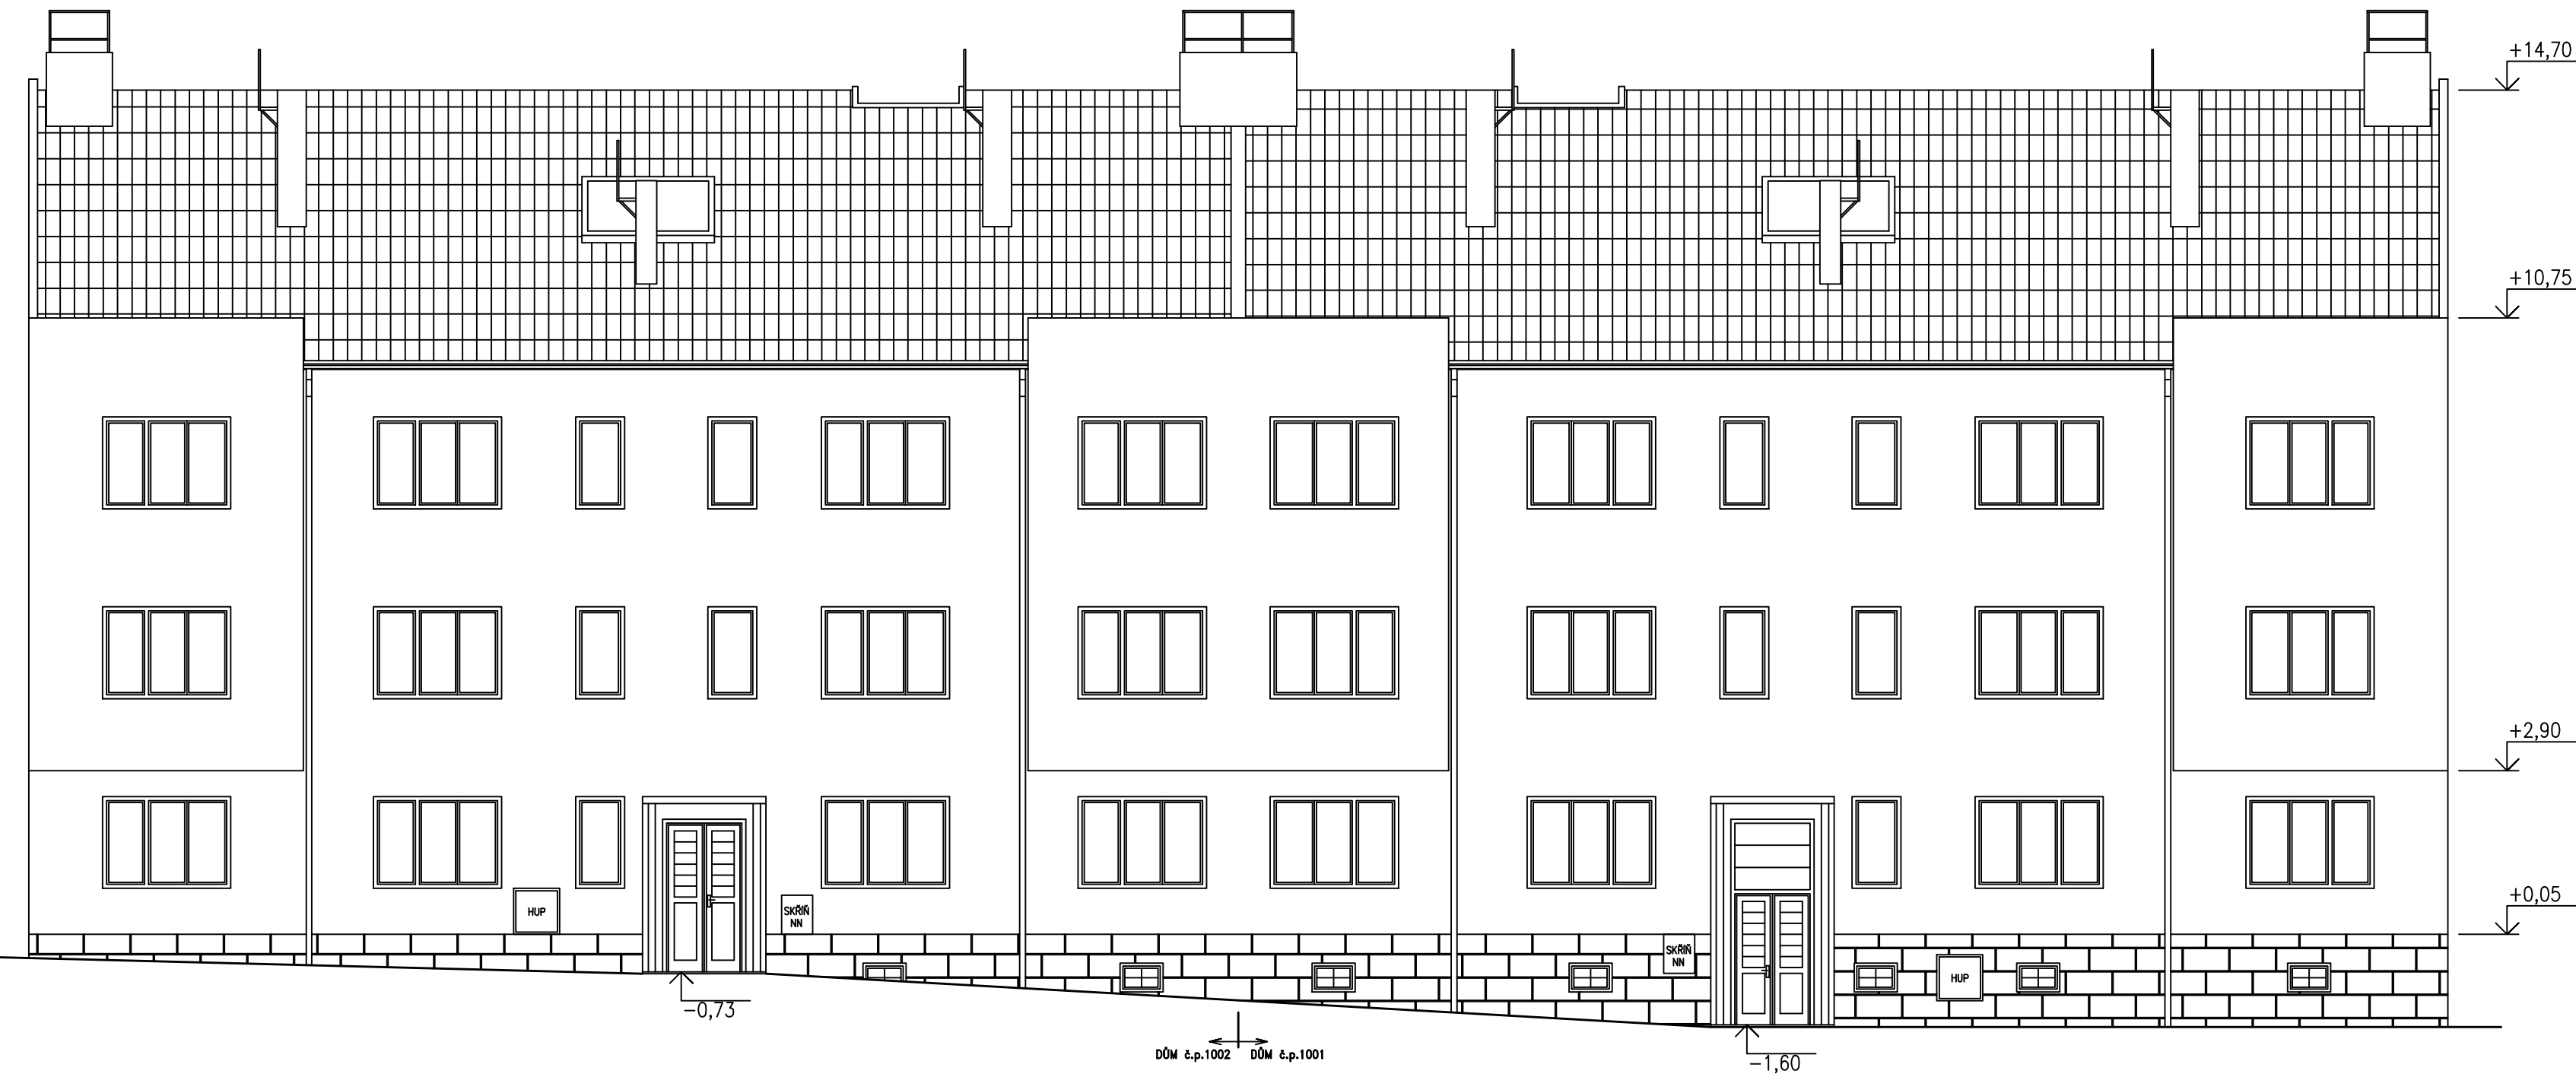 +14,70
+10,75
+2,90
+0,05
HUP
SKŘÍŇ
NN
SKŘÍŇ
NN
HUP
-0,73
DŮM č.p.1002 DŮM č.p.1001
-1,60